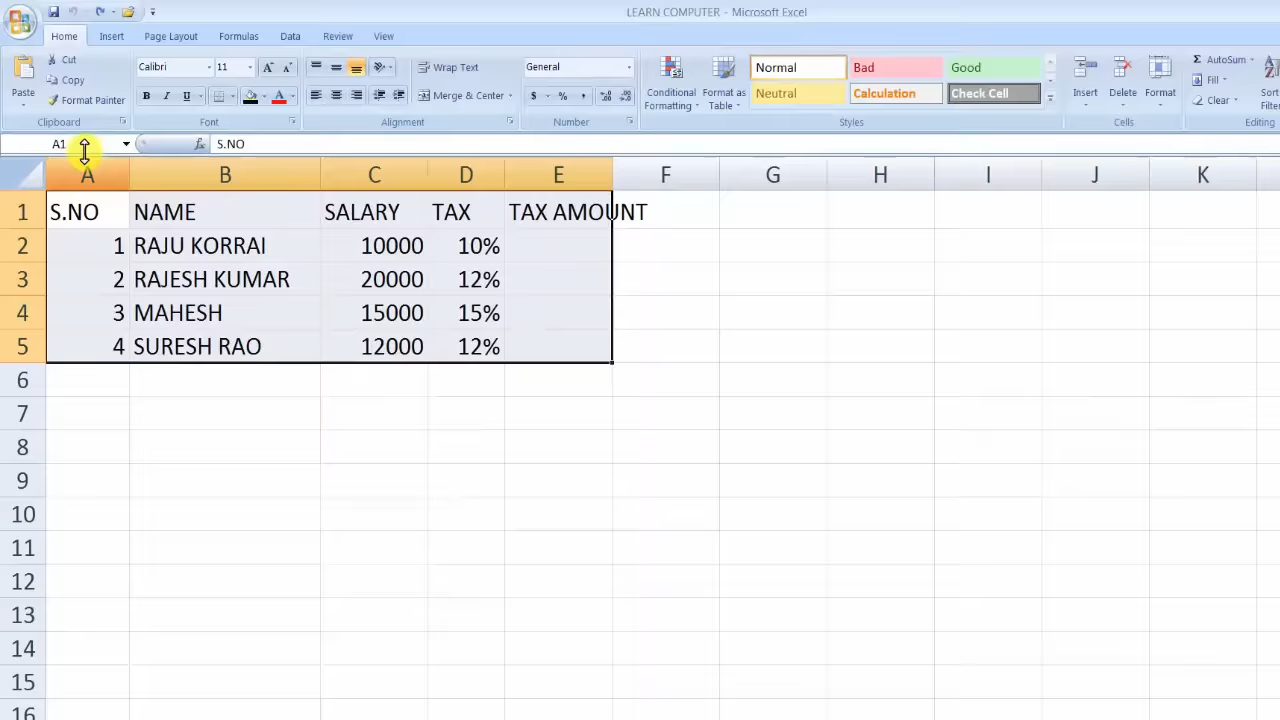 LEARN COMPUTER - Microsoft Excel
Home Insert Page Layout Formulas Data Review View
Paste
Cut
Copy
Format Painter
Clipboard
Calibri 11
B I U
Font
Wrap Text
Merge & Center
Alignment
General
$ % ,
Number
Conditional Formatting
Format as Table
Normal Bad Good
Neutral Calculation Check Cell
Styles
Insert Delete Format
Cells
Σ AutoSum
Fill
Clear
Sort
Editing
A1 fx S.NO
A B C D E F G H I J K
1 S.NO NAME SALARY TAX TAX AMOUNT
2 1 RAJU KORRAI 10000 10%
3 2 RAJESH KUMAR 20000 12%
4 3 MAHESH 15000 15%
5 4 SURESH RAO 12000 12%
6
7
8
9
10
11
12
13
14
15
16